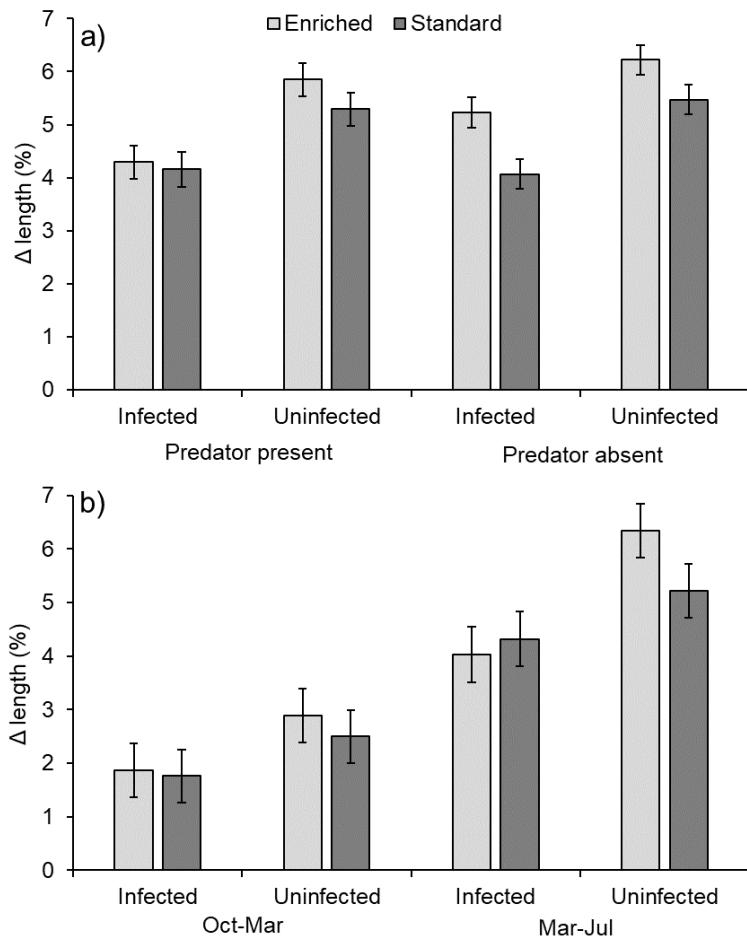 a)
Enriched Standard
7
6
5
4
3
2
1
0
Δ length (%)
Infected Uninfected Infected Uninfected
Predator present Predator absent
b)
7
6
5
4
3
2
1
0
Δ length (%)
Infected Uninfected Infected Uninfected
Oct-Mar Mar-Jul